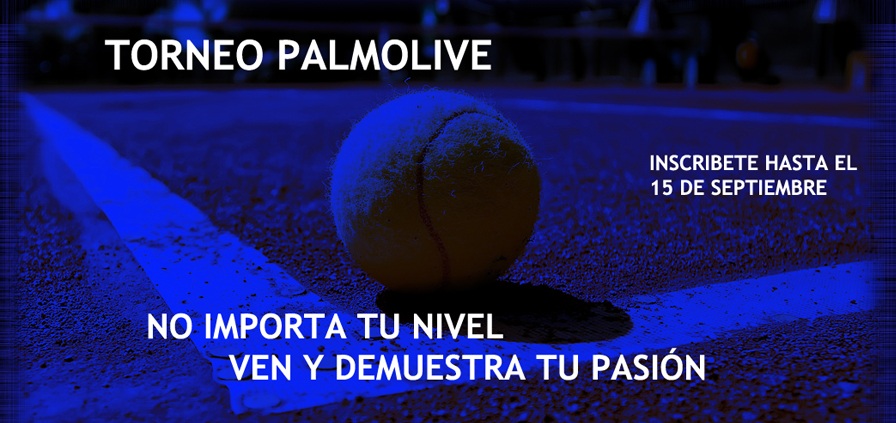 TORNEO PALMOLIVE
INSCRIBETE HASTA EL
15 DE SEPTIEMBRE
NO IMPORTA TU NIVEL
VEN Y DEMUESTRA TU PASIÓN